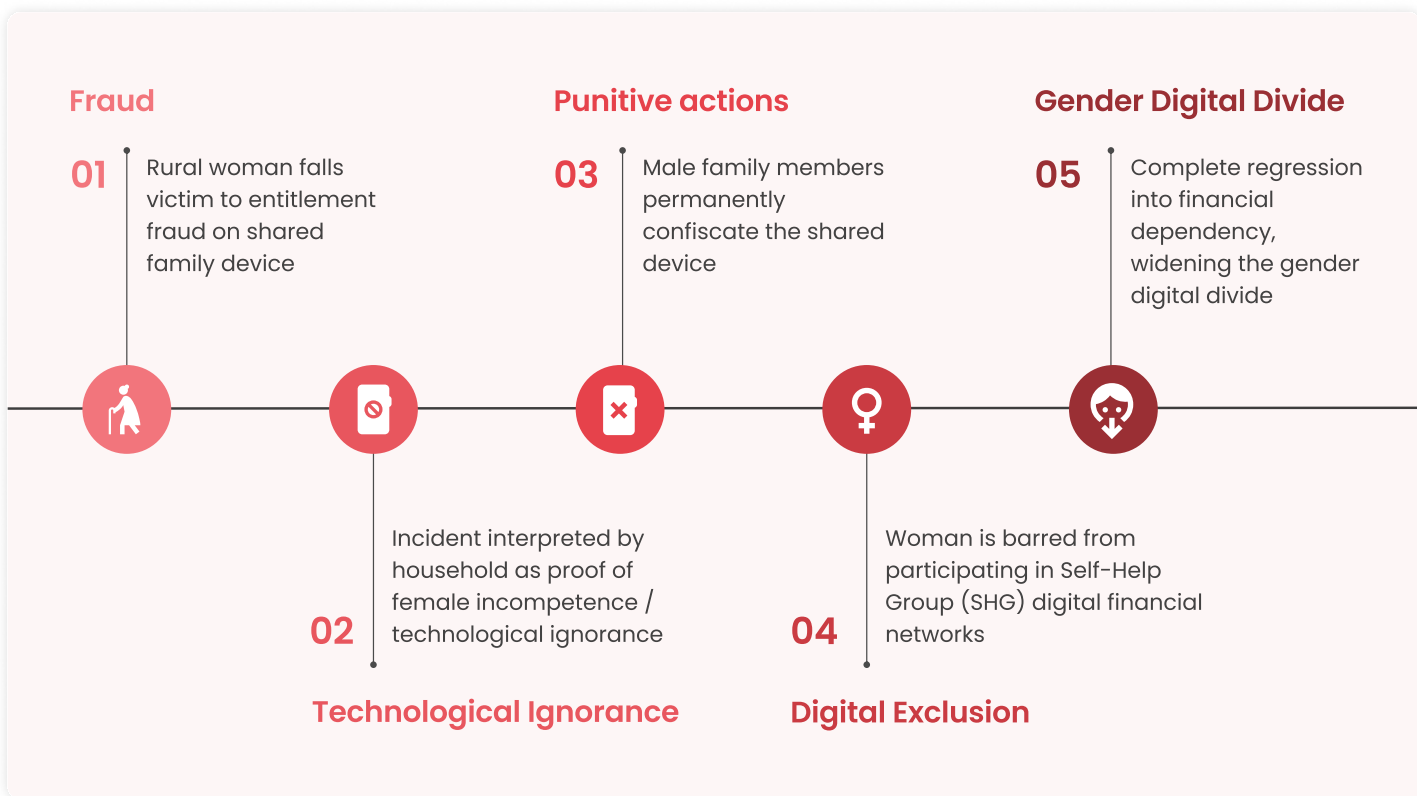 Fraud
01
Rural woman falls
victim to entitlement
fraud on shared
family device
Incident interpreted by
household as proof of
female incompetence /
technological ignorance
02
Technological Ignorance
Punitive actions
03
Male family members
permanently
confiscate the shared
device
Woman is barred from
participating in Self-Help
Group (SHG) digital financial
networks
04
Digital Exclusion
Gender Digital Divide
05
Complete regression
into financial
dependency,
widening the gender
digital divide